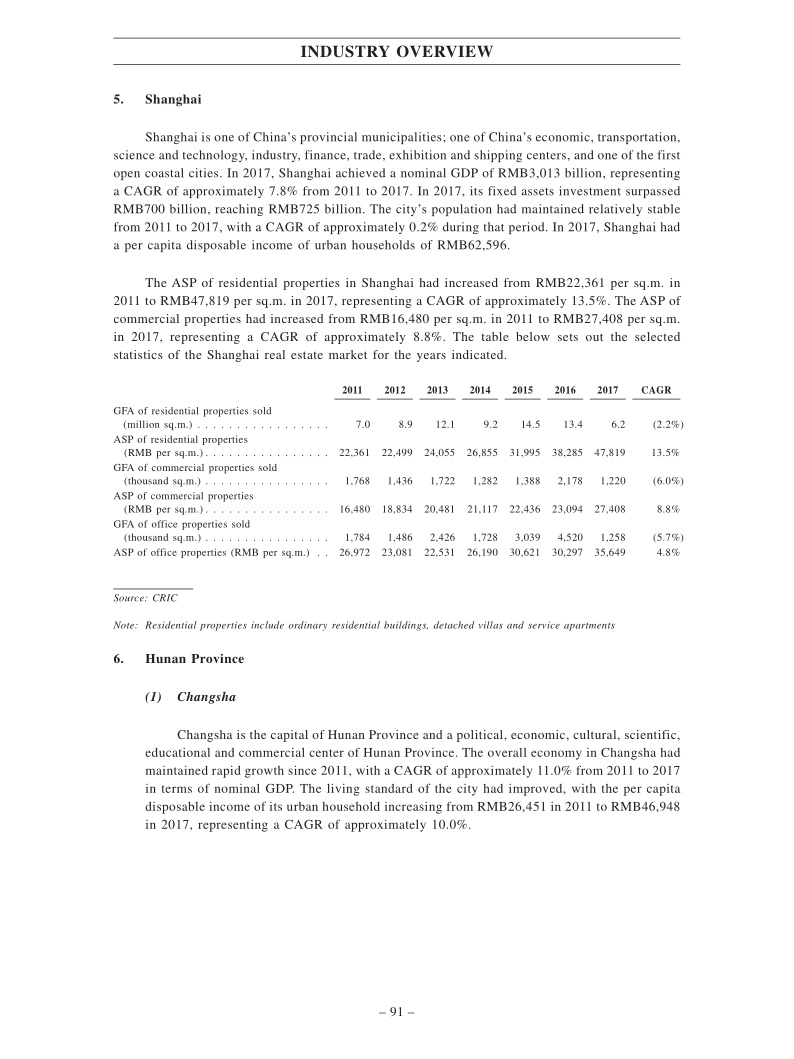 INDUSTRY OVERVIEW
5. Shanghai
Shanghai is one of China's provincial municipalities; one of China's economic, transportation,
science and technology, industry, finance, trade, exhibition and shipping centers, and one of the first
open coastal cities. In 2017, Shanghai achieved a nominal GDP of RMB3,013 billion, representing
a CAGR of approximately 7.8% from 2011 to 2017. In 2017, its fixed assets investment surpassed
RMB700 billion, reaching RMB725 billion. The city's population had maintained relatively stable
from 2011 to 2017, with a CAGR of approximately 0.2% during that period. In 2017, Shanghai had
a per capita disposable income of urban households of RMB62,596.
The ASP of residential properties in Shanghai had increased from RMB22,361 per sq.m. in
2011 to RMB47,819 per sq.m. in 2017, representing a CAGR of approximately 13.5%. The ASP of
commercial properties had increased from RMB16,480 per sq.m. in 2011 to RMB27,408 per sq.m.
in 2017, representing a CAGR of approximately 8.8%. The table below sets out the selected
statistics of the Shanghai real estate market for the years indicated.
2011 2012 2013 2014 2015 2016 2017 CAGR
GFA of residential properties sold
(million sq.m.) . . . . . . . . . . . . . . . . . 7.0 8.9 12.1 9.2 14.5 13.4 6.2 (2.2%)
ASP of residential properties
(RMB per sq.m.) . . . . . . . . . . . . . . . . 22,361 22,499 24,055 26,855 31,995 38,285 47,819 13.5%
GFA of commercial properties sold
(thousand sq.m.) . . . . . . . . . . . . . . . . 1,768 1,436 1,722 1,282 1,388 2,178 1,220 (6.0%)
ASP of commercial properties
(RMB per sq.m.) . . . . . . . . . . . . . . . . 16,480 18,834 20,481 21,117 22,436 23,094 27,408 8.8%
GFA of office properties sold
(thousand sq.m.) . . . . . . . . . . . . . . . . 1,784 1,486 2,426 1,728 3,039 4,520 1,258 (5.7%)
ASP of office properties (RMB per sq.m.) . . 26,972 23,081 22,531 26,190 30,621 30,297 35,649 4.8%
Source: CRIC
Note: Residential properties include ordinary residential buildings, detached villas and service apartments
6. Hunan Province
(1) Changsha
Changsha is the capital of Hunan Province and a political, economic, cultural, scientific,
educational and commercial center of Hunan Province. The overall economy in Changsha had
maintained rapid growth since 2011, with a CAGR of approximately 11.0% from 2011 to 2017
in terms of nominal GDP. The living standard of the city had improved, with the per capita
disposable income of its urban household increasing from RMB26,451 in 2011 to RMB46,948
in 2017, representing a CAGR of approximately 10.0%.
– 91 –